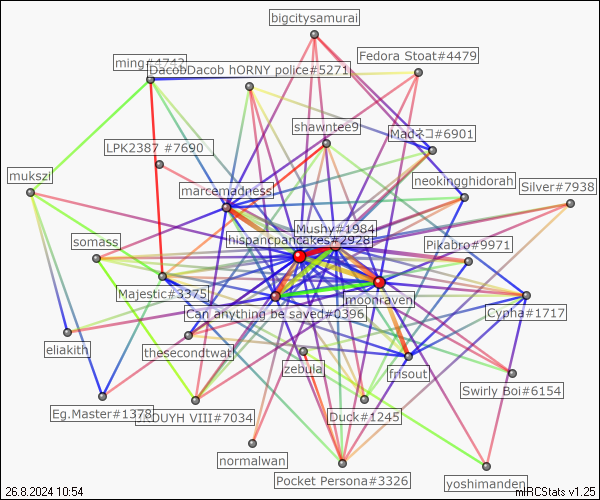 bigcitysamurai
Fedora Stoat#4479
ming#4743
DacobDacob hORNY police#5271
shawntee9
Madネコ#6901
LPK2387 #7690
mukszi
marcemadness
neokingghidorah
Silver#7938
Mushy#1984
hispancpancakes#2928
somass
Pikabro#9971
Majestic#3375
moonraven
Can anything be saved#0396
Cypha#1717
eliakith
thesecondtwat
zebula
frisout
Swirly Boi#6154
Eg.Master#1378
DUYH VIII#7034
Duck#1245
normalwan
Pocket Persona#3326
yoshimanden
26.8.2024 10:54
mIRCStats v1.25